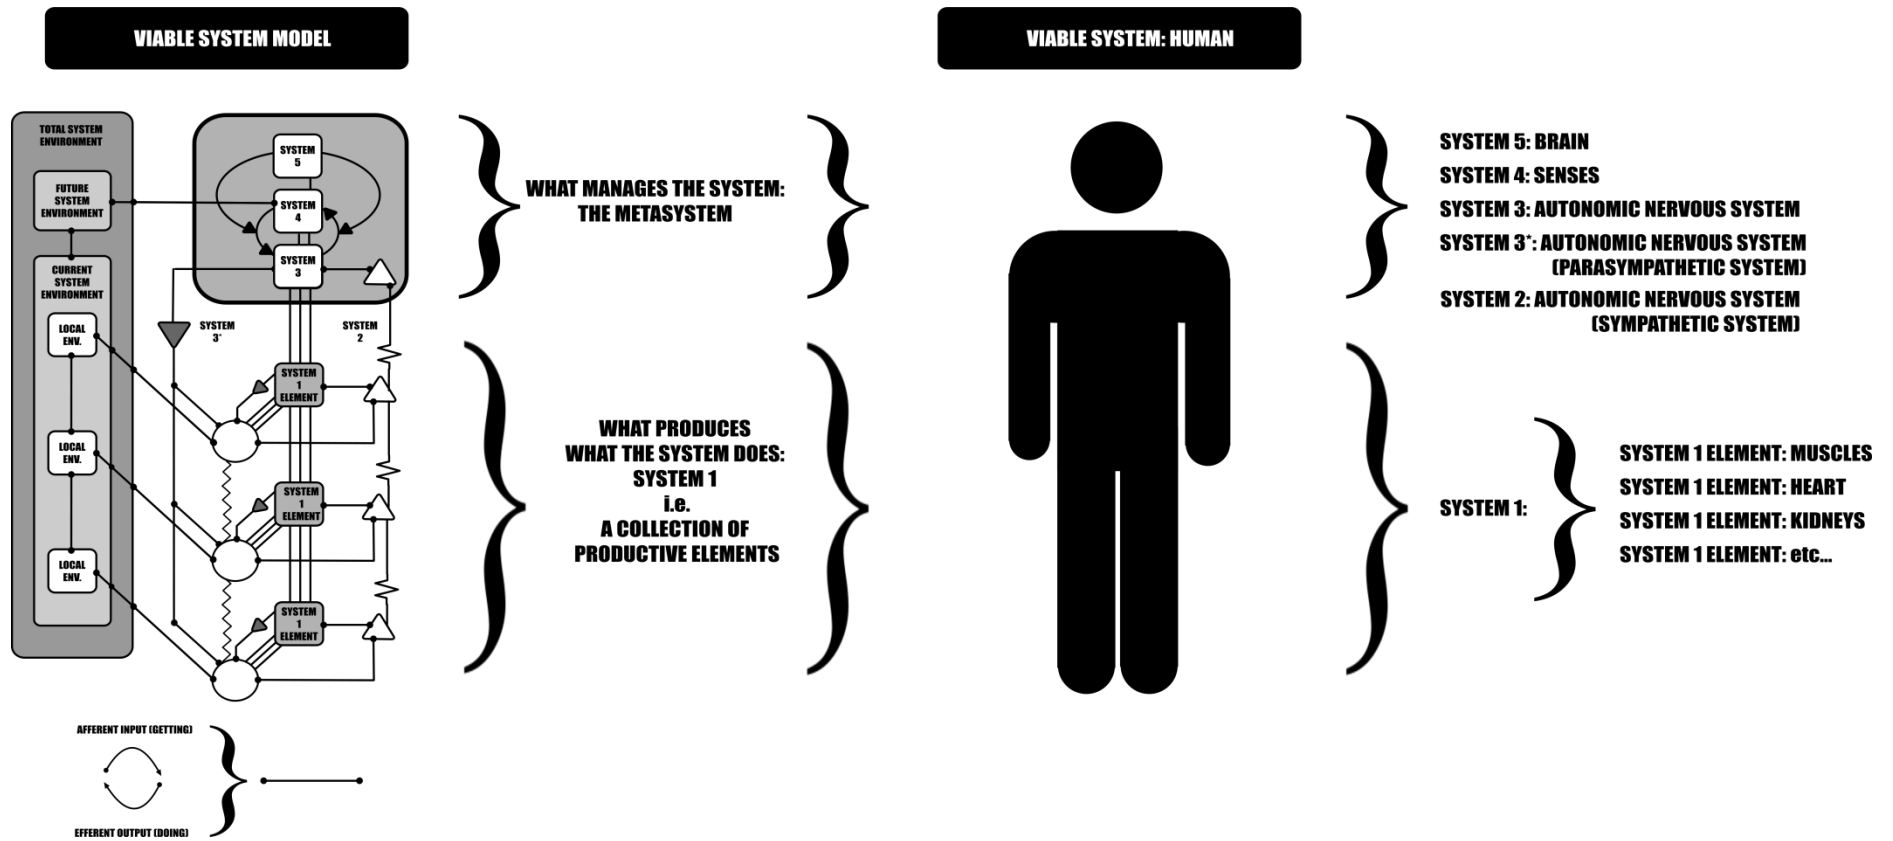 VIABLE SYSTEM MODEL
VIABLE SYSTEM: HUMAN
TOTAL SYSTEM
ENVIRONMENT
FUTURE
SYSTEM
ENVIRONMENT
CURRENT
SYSTEM
ENVIRONMENT
LOCAL
ENV.
LOCAL
ENV.
LOCAL
ENV.
SYSTEM
5
SYSTEM
4
SYSTEM
3
SYSTEM
3*
SYSTEM
2
SYSTEM
1
ELEMENT
SYSTEM
1
ELEMENT
SYSTEM
1
ELEMENT
AFFERENT INPUT (GETTING)
EFFERENT OUTPUT (DOING)
WHAT MANAGES THE SYSTEM:
THE METASYSTEM
WHAT PRODUCES
WHAT THE SYSTEM DOES:
SYSTEM 1
i.e.
A COLLECTION OF
PRODUCTIVE ELEMENTS
SYSTEM 5: BRAIN
SYSTEM 4: SENSES
SYSTEM 3: AUTONOMIC NERVOUS SYSTEM
SYSTEM 3*: AUTONOMIC NERVOUS SYSTEM
(PARASYMPATHETIC SYSTEM)
SYSTEM 2: AUTONOMIC NERVOUS SYSTEM
(SYMPATHETIC SYSTEM)
SYSTEM 1:
SYSTEM 1 ELEMENT: MUSCLES
SYSTEM 1 ELEMENT: HEART
SYSTEM 1 ELEMENT: KIDNEYS
SYSTEM 1 ELEMENT: etc...